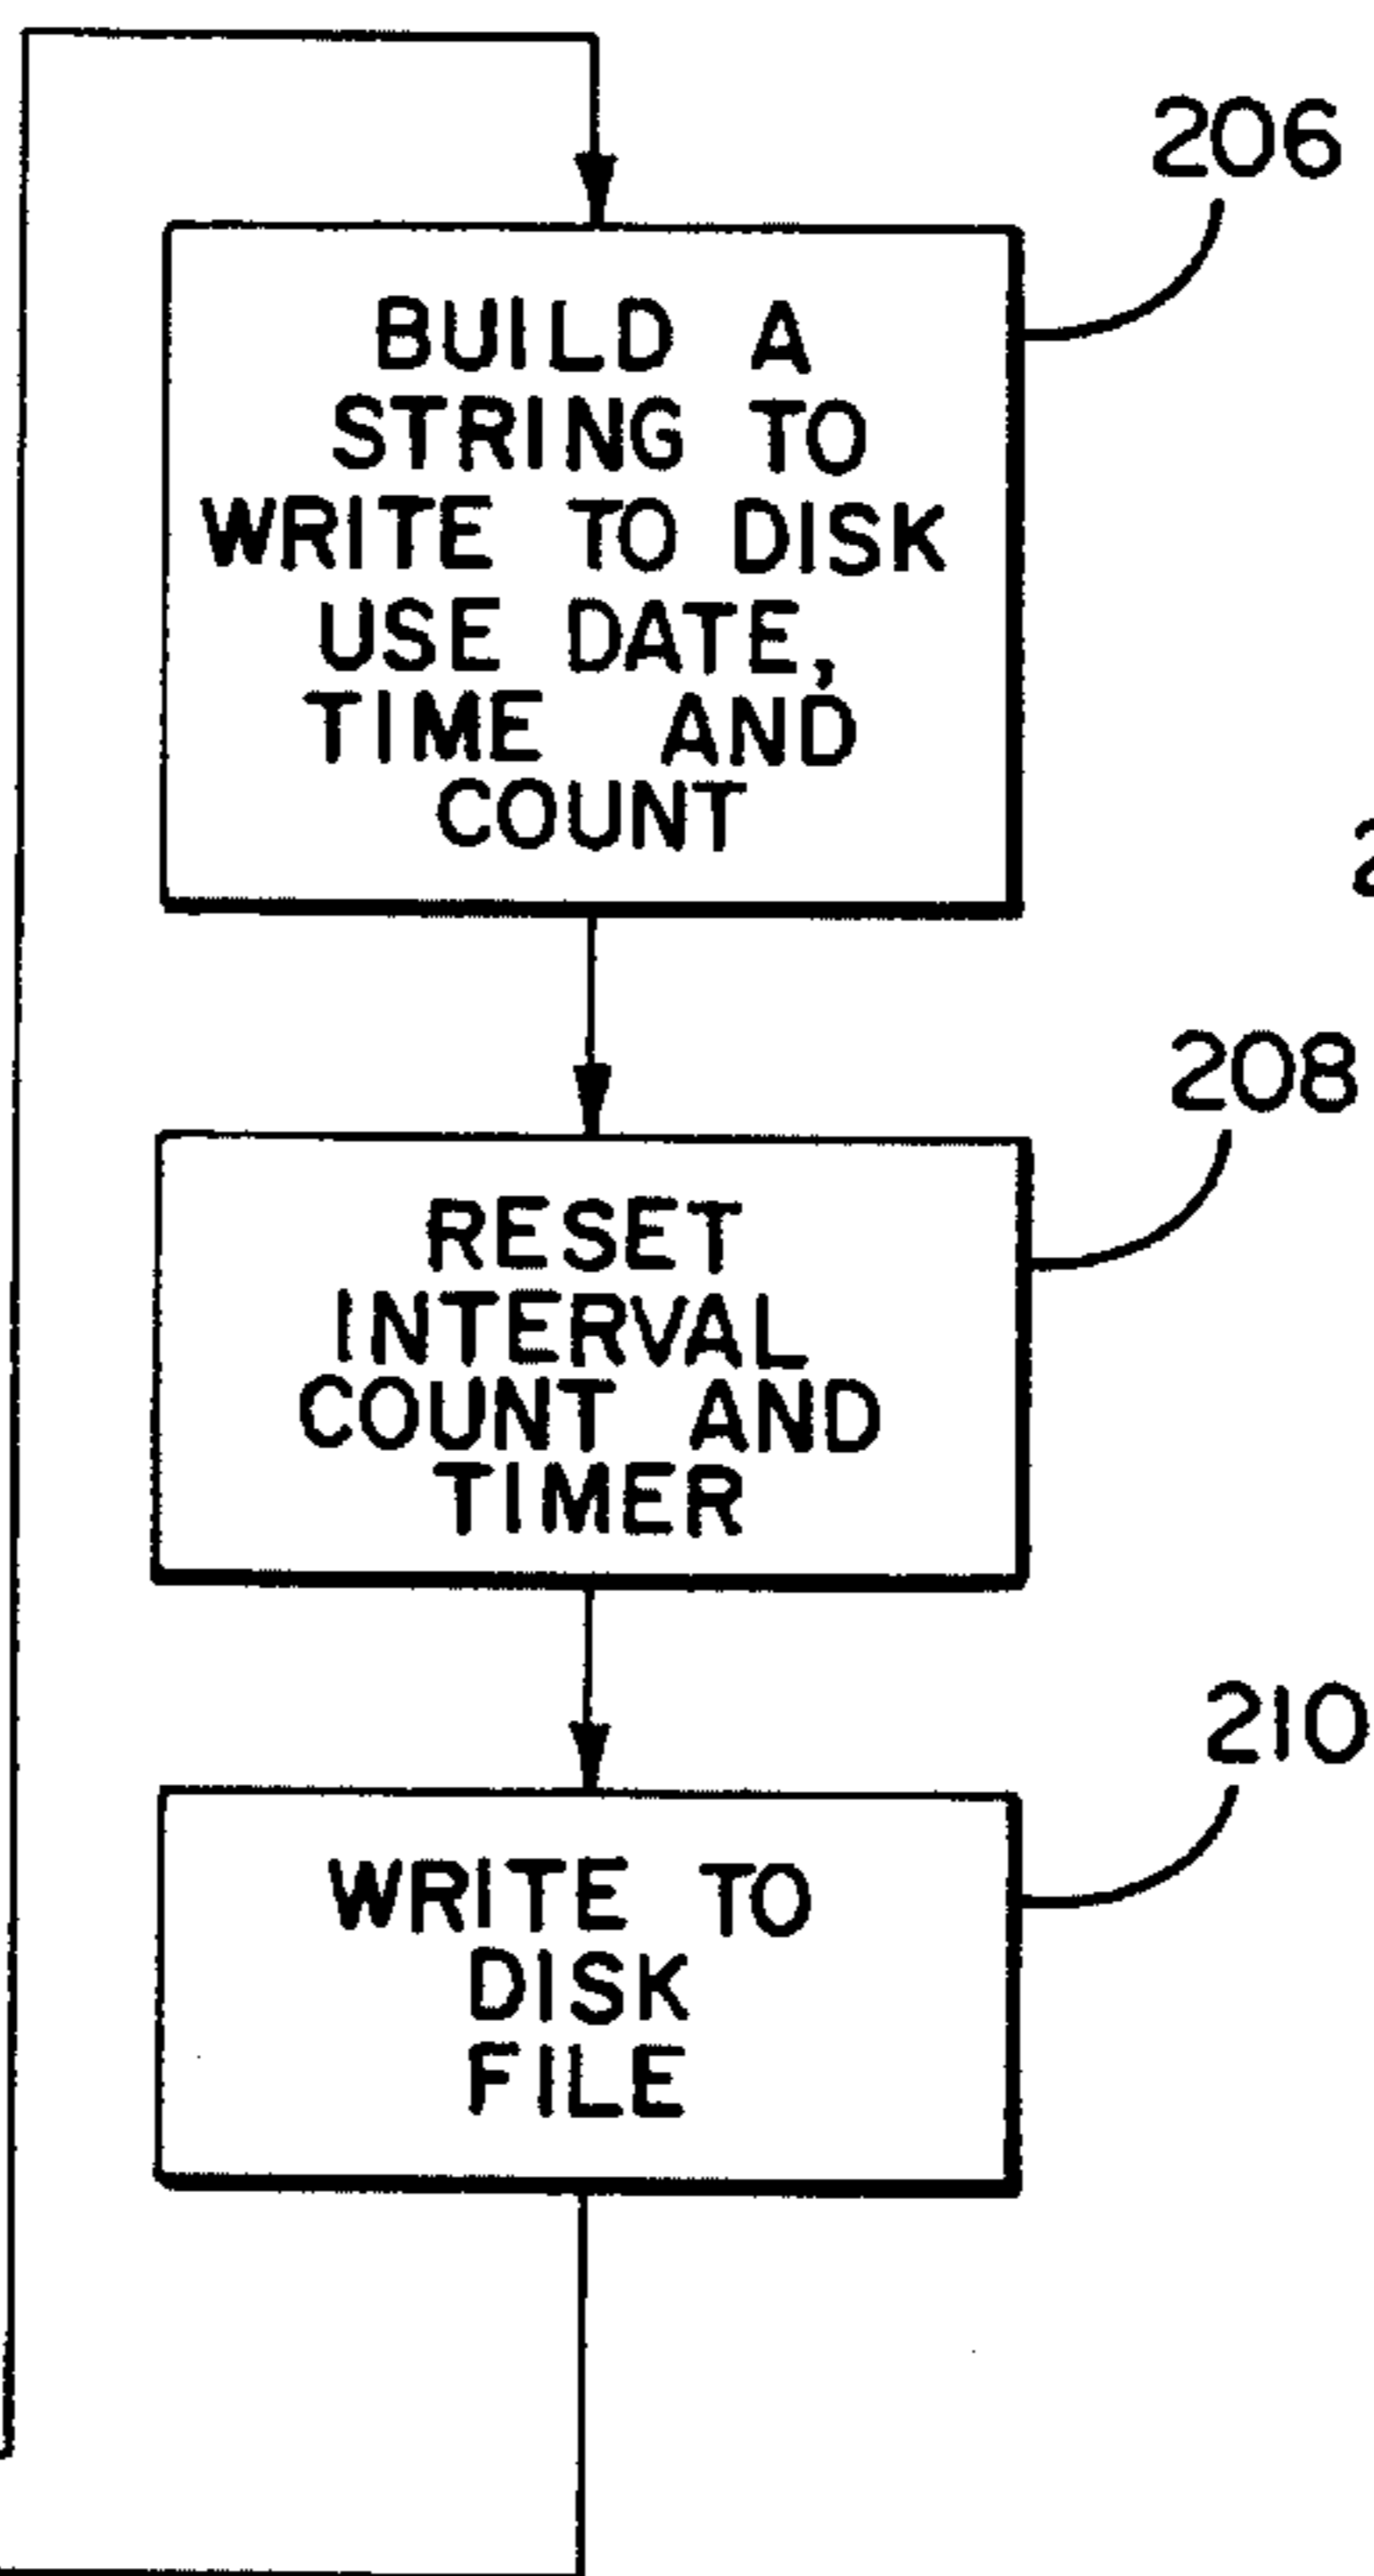 206
BUILD A
STRING TO
WRITE TO DISK
USE DATE,
TIME AND
COUNT
208
RESET
INTERVAL
COUNT AND
TIMER
210
WRITE TO
DISK
FILE